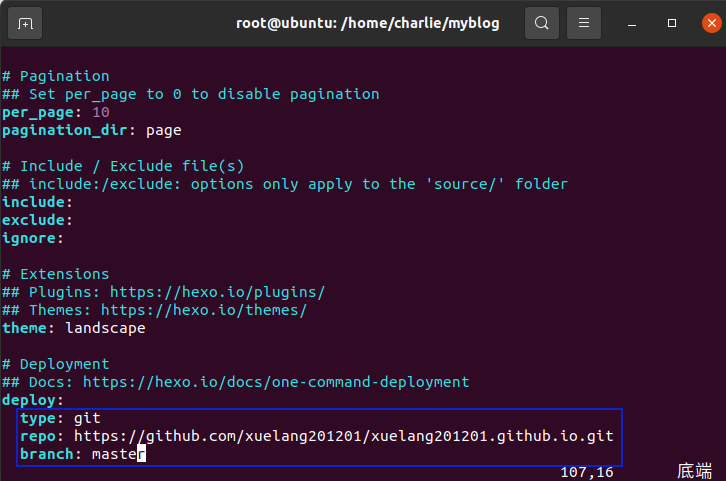 root@ubuntu: /home/charlie/myblog
# Pagination
## Set per_page to 0 to disable pagination
per_page: 10
pagination_dir: page
# Include / Exclude file(s)
## include:/exclude: options only apply to the 'source/' folder
include:
exclude:
ignore:
# Extensions
## Plugins: https://hexo.io/plugins/
## Themes: https://hexo.io/themes/
theme: landscape
# Deployment
## Docs: https://hexo.io/docs/one-command-deployment
deploy:
  type: git
  repo: https://github.com/xuelang201201/xuelang201201.github.io.git
  branch: master
107,16 底端